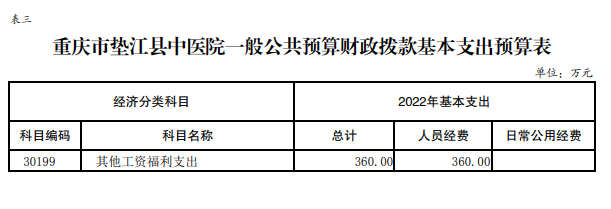 表三
重庆市垫江县中医院一般公共预算财政拨款基本支出预算表
单位：万元
经济分类科目 2022年基本支出
科目编码 科目名称 总计 人员经费 日常公用经费
30199 其他工资福利支出 360.00 360.00